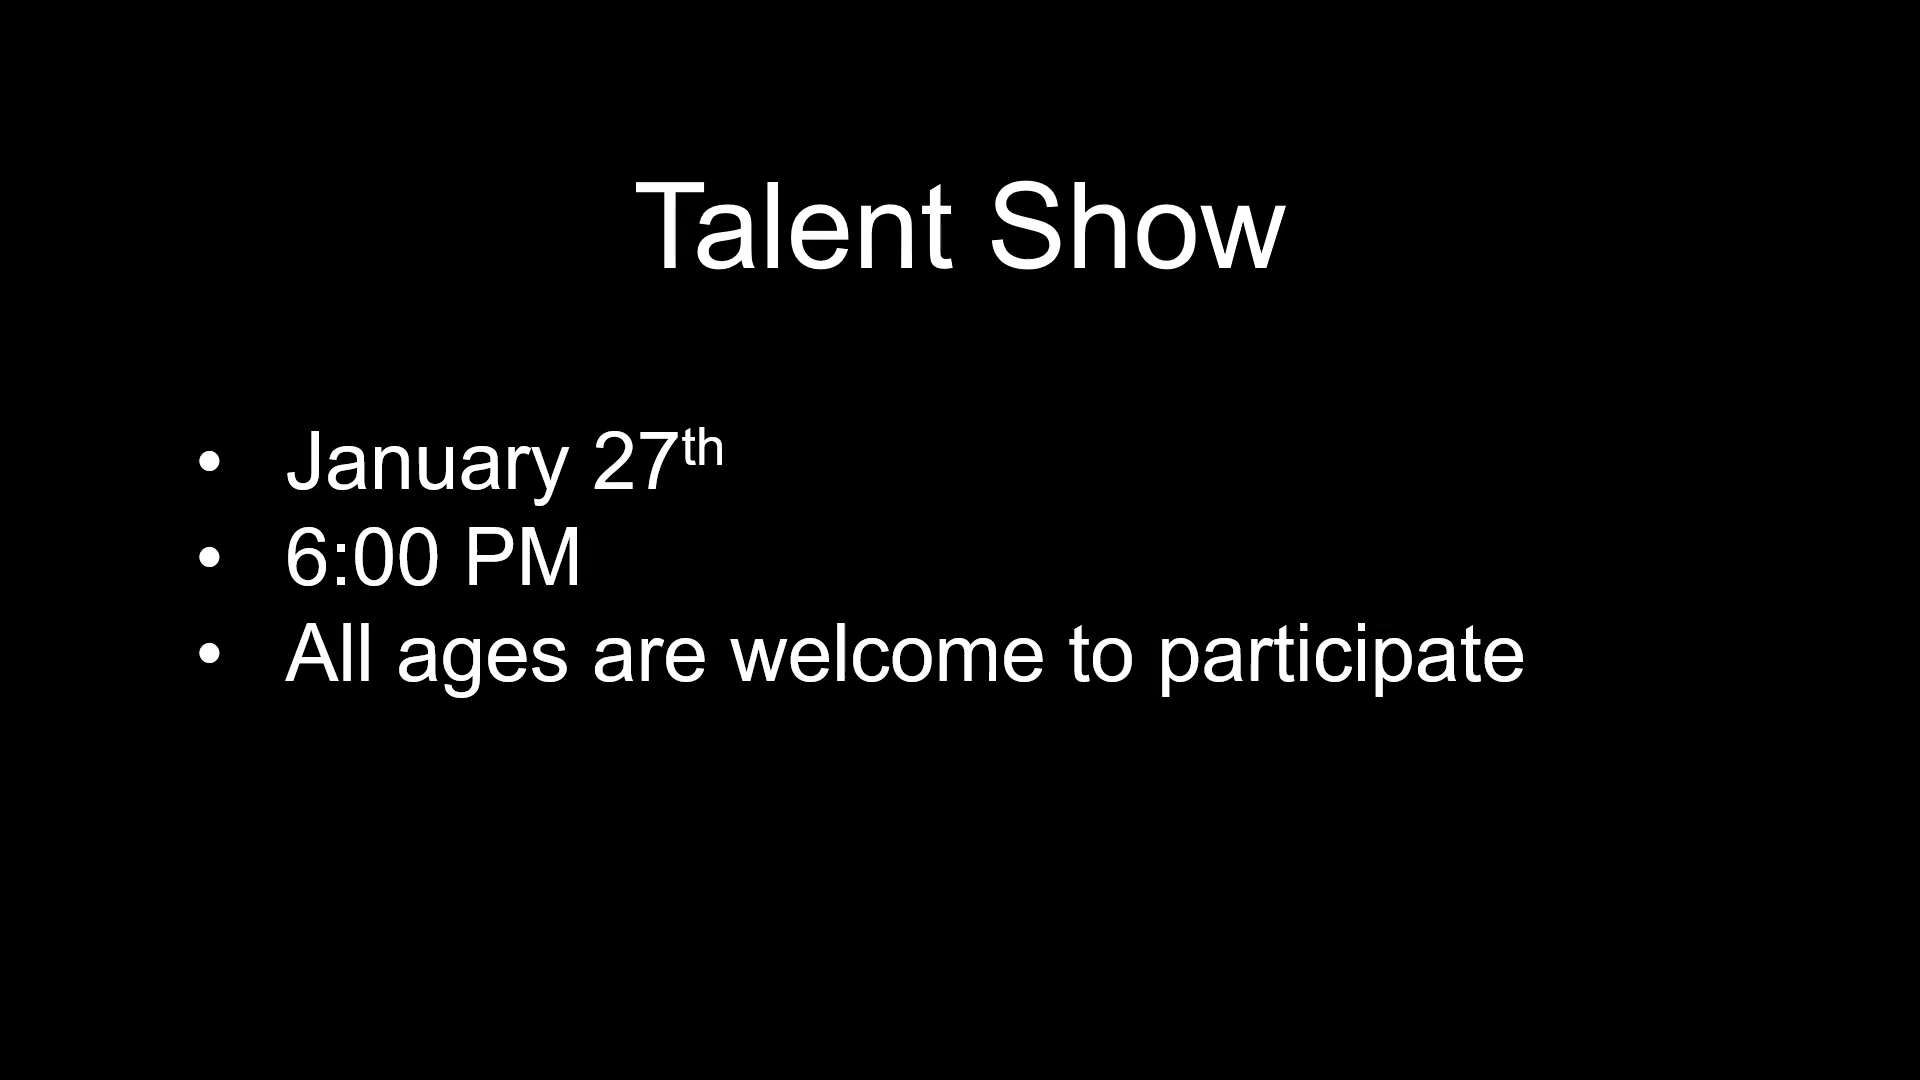 Talent Show
• January 27th
• 6:00 PM
• All ages are welcome to participate